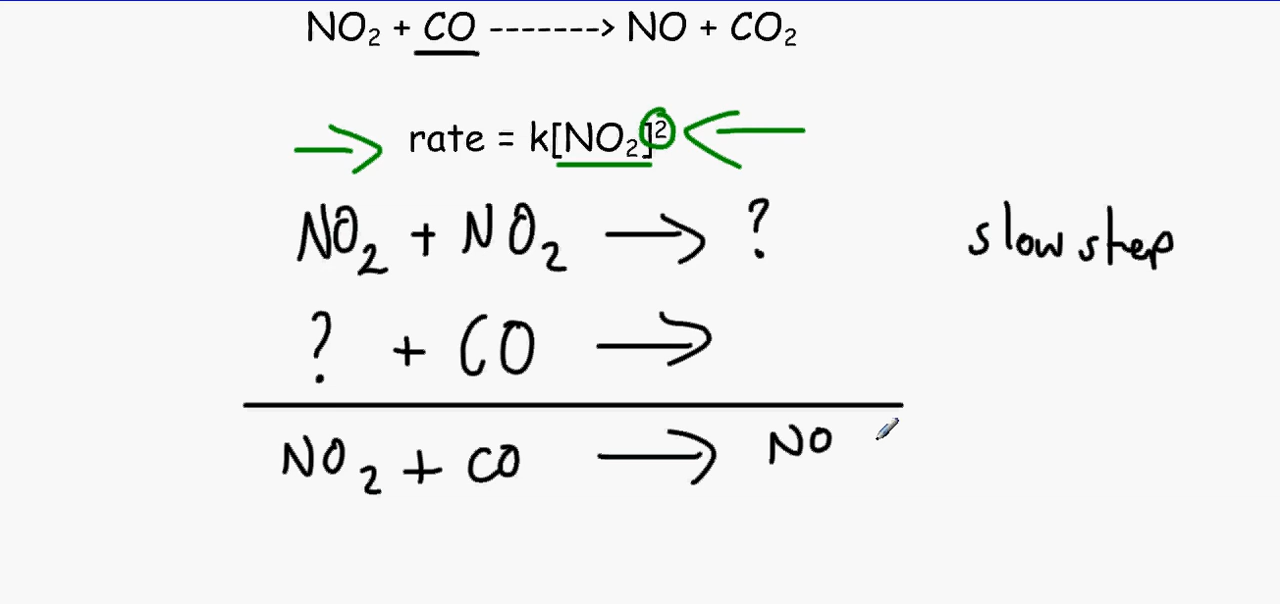 NO₂ + CO -------> NO + CO₂
rate = k[NO₂]²
NO₂ + NO₂ → ? slow step
? + CO →
NO₂ + CO → NO